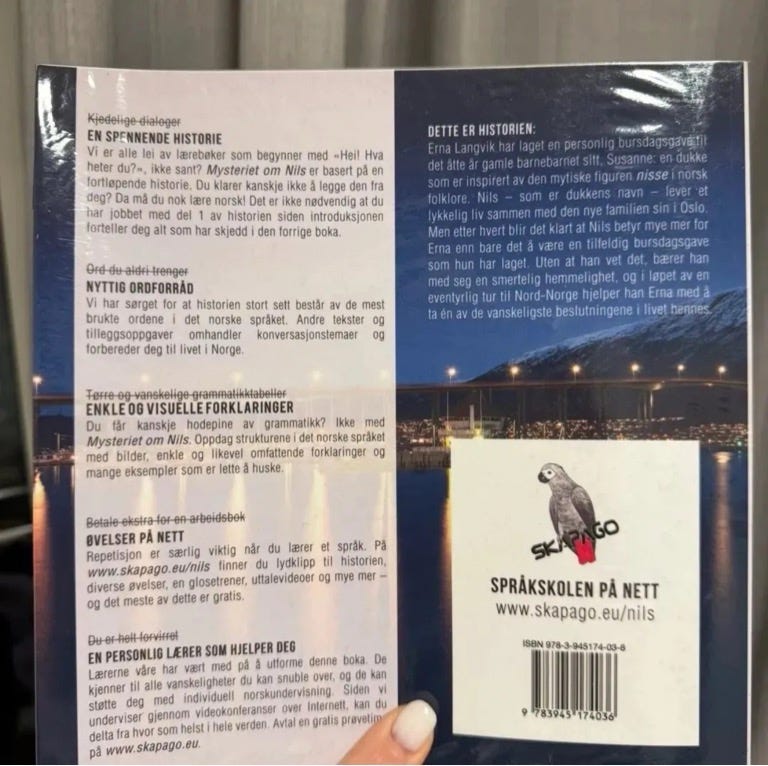 Kjedelige dialoger
EN SPENNENDE HISTORIE
Vi er alle lei av lærebøker som begynner med «Hei! Hva
heter du?», ikke sant? Mysteriet om Nils er basert på en
fortløpende historie. Du klarer kanskje ikke å legge den fra
deg? Da må du nok lære norsk! Det er ikke nødvendig at du
har jobbet med del 1 av historien siden introduksjonen
forteller deg alt som har skjedd i den forrige boka.
Ord du aldri trenger
NYTTIG ORDFORRÅD
Vi har sørget for at historien stort sett består av de mest
brukte ordene i det norske språket. Andre tekster og
tilleggsoppgaver omhandler konversasjonstemaer og
forbereder deg til livet i Norge.
Tørre og vanskelige grammatikktabeller
ENKLE OG VISUELLE FORKLARINGER
Du får kanskje hodepine av grammatikk? Ikke med
Mysteriet om Nils. Oppdag strukturene i det norske språket
med bilder, enkle og likevel omfattende forklaringer og
mange eksempler som er lette å huske.
Betale ekstra for en arbeidsbok
ØVELSER PÅ NETT
Repetisjon er særlig viktig når du lærer et språk. På
www.skapago.eu/nils finner du lydklipp til historien,
diverse øvelser, en glosetrener, uttalevideoer og mye mer –
og det meste av dette er gratis.
Du er helt forvirret
EN PERSONLIG LÆRER SOM HJELPER DEG
Lærerne våre har vært med på å utforme denne boka. De
kjenner til alle vanskeligheter du kan snuble over, og de kan
støtte deg med individuell norskundervisning. Siden vi
underviser gjennom videokonferanser over Internett, kan du
delta fra hvor som helst i hele verden. Avtal en gratis prøvetim
på www.skapago.eu.
DETTE ER HISTORIEN:
Erna Langvik har laget en personlig bursdagsgave til
det åtte år gamle barnebarnet sitt, Susanne: en dukke
som er inspirert av den mytiske figuren nisse i norsk
folklore. Nils – som er dukkens navn – lever et
lykkelig liv sammen med den nye familien sin i Oslo.
Men etter hvert blir det klart at Nils betyr mye mer for
Erna enn bare det å være en tilfeldig bursdagsgave
som hun har laget. Uten at han vet det, bærer han
med seg en smertelig hemmelighet, og i løpet av en
eventyrlig tur til Nord-Norge hjelper han Erna med å
ta én av de vanskeligste beslutningene i livet hennes.
SKAPAGO
SPRÅKSKOLEN PÅ NETT
www.skapago.eu/nils
ISBN 978-3-945174-03-6
9 783945 174036